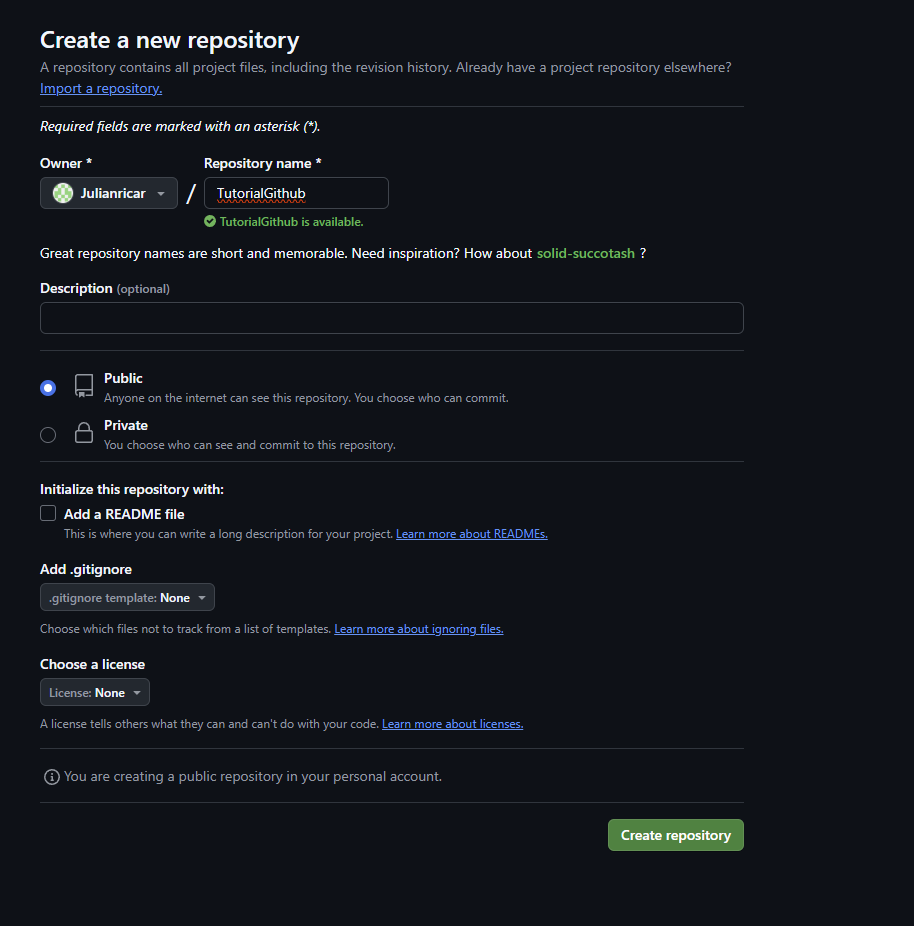 Create a new repository
A repository contains all project files, including the revision history. Already have a project repository elsewhere?
Import a repository.
Required fields are marked with an asterisk (*).
Owner * Repository name *
Julianricar / TutorialGithub
TutorialGithub is available.
Great repository names are short and memorable. Need inspiration? How about solid-succotash ?
Description (optional)
Public
Anyone on the internet can see this repository. You choose who can commit.
Private
You choose who can see and commit to this repository.
Initialize this repository with:
Add a README file
This is where you can write a long description for your project. Learn more about READMEs.
Add .gitignore
.gitignore template: None
Choose which files not to track from a list of templates. Learn more about ignoring files.
Choose a license
License: None
A license tells others what they can and can't do with your code. Learn more about licenses.
You are creating a public repository in your personal account.
Create repository